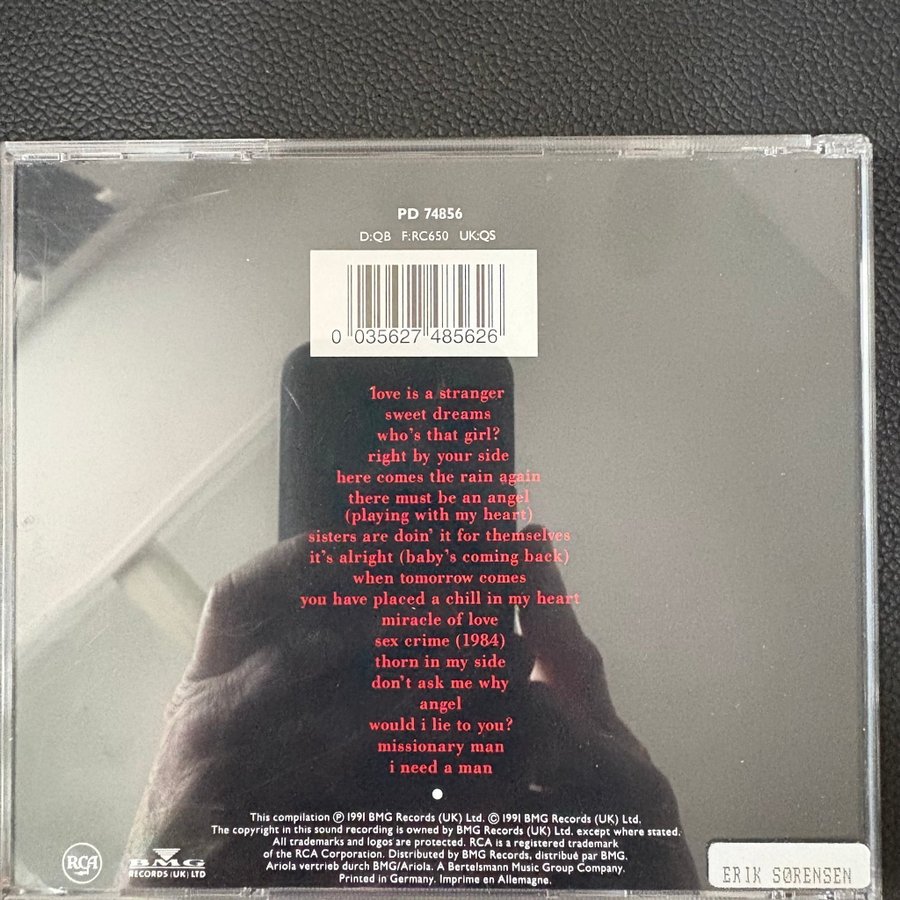 PD 74856
D:QB F:RC650 UK:QS
0 035627 485626
love is a stranger
sweet dreams
who's that girl?
right by your side
here comes the rain again
there must be an angel
(playing with my heart)
sisters are doin' it for themselves
it's alright (baby's coming back)
when tomorrow comes
you have placed a chill in my heart
miracle of love
sex crime (1984)
thorn in my side
don't ask me why
angel
would i lie to you?
missionary man
i need a man
This compilation ℗ 1991 BMG Records (UK) Ltd. © 1991 BMG Records (UK) Ltd.
The copyright in this sound recording is owned by BMG Records (UK) Ltd. except where stated.
All trademarks and logos are protected. RCA is a registered trademark
of the RCA Corporation. Distributed by BMG Records, distribué par BMG.
Ariola vertrieb durch BMG/Ariola. A Bertelsmann Music Group Company.
Printed in Germany. Imprime en Allemagne.
RCA
BMG
RECORDS (UK) LTD
ERIK SØRENSEN